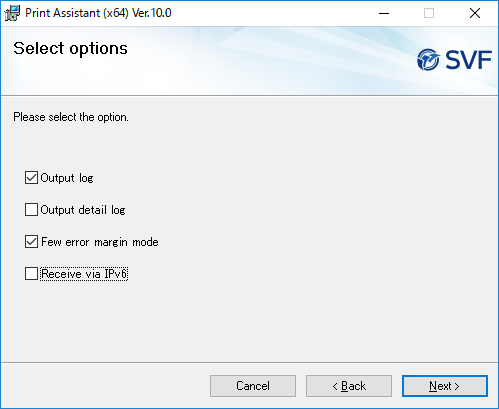 Print Assistant (x64) Ver.10.0
Select options
SVF
Please select the option.
Output log
Output detail log
Few error margin mode
Receive via IPv6
Cancel
< Back
Next >